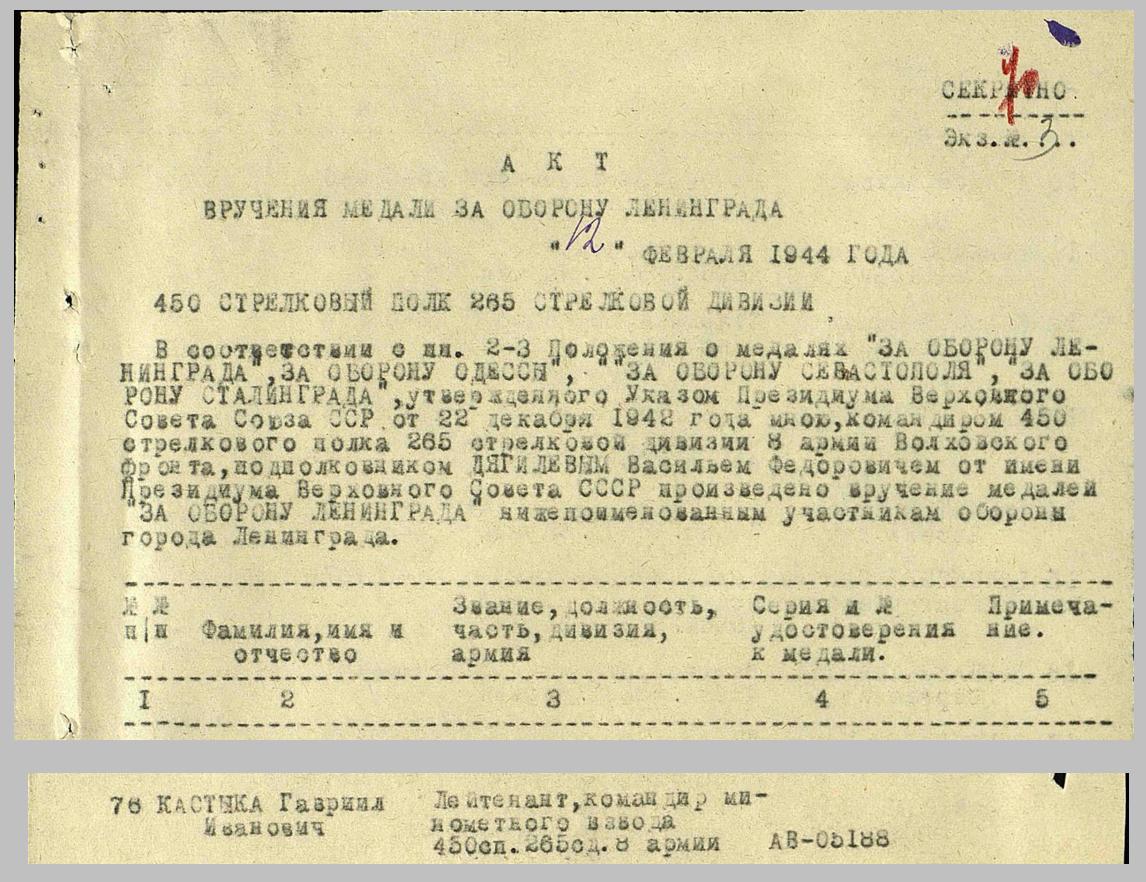 СЕКРЕТНО.
Экз.№.3..
А К Т
ВРУЧЕНИЯ МЕДАЛИ ЗА ОБОРОНУ ЛЕНИНГРАДА
"12" ФЕВРАЛЯ 1944 ГОДА
450 СТРЕЛКОВЫЙ ПОЛК 265 СТРЕЛКОВОЙ ДИВИЗИИ
В соответствии с пп. 2-3 Положения о медалях "ЗА ОБОРОНУ ЛЕ-
НИНГРАДА",ЗА ОБОРОНУ ОДЕССЫ", ""ЗА ОБОРОНУ СЕВАСТОПОЛЯ","ЗА ОБО
РОНУ СТАЛИНГРАДА",утвержденного Указом Президиума Верховного
Совета Союза ССР от 22 декабря 1942 года мною,командиром 450
стрелкового полка 265 стрелковой дивизии 8 армии Волховского
фронта,подполковником ДЯГИЛЕВЫМ Васильем Федоровичем от имени
Президиума Верховного Совета СССР произведено вручение медалей
"ЗА ОБОРОНУ ЛЕНИНГРАДА" нижепоименованным участникам обороны
города Ленинграда.
№ № Звание,должность, Серия и № Примеча-
п|п Фамилия,имя и часть,дивизия, удостоверения ние.
отчество армия к медали.
I 2 3 4 5
76 КАСТЫКА Гавриил Лейтенант,командир ми-
Иванович нометного взвода
450сп.265сд.8 армии АВ-05188